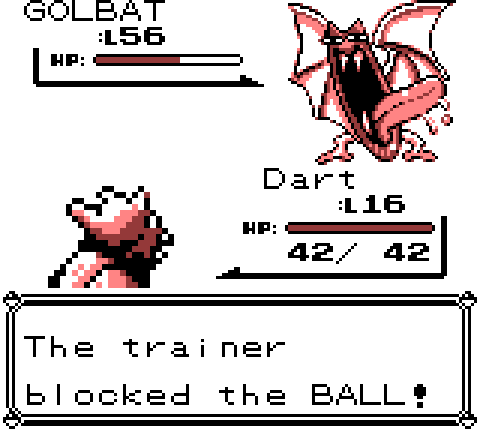 GOLBAT
:L56
HP:
Dart
:L16
HP:
42/ 42
The trainer
blocked the BALL!